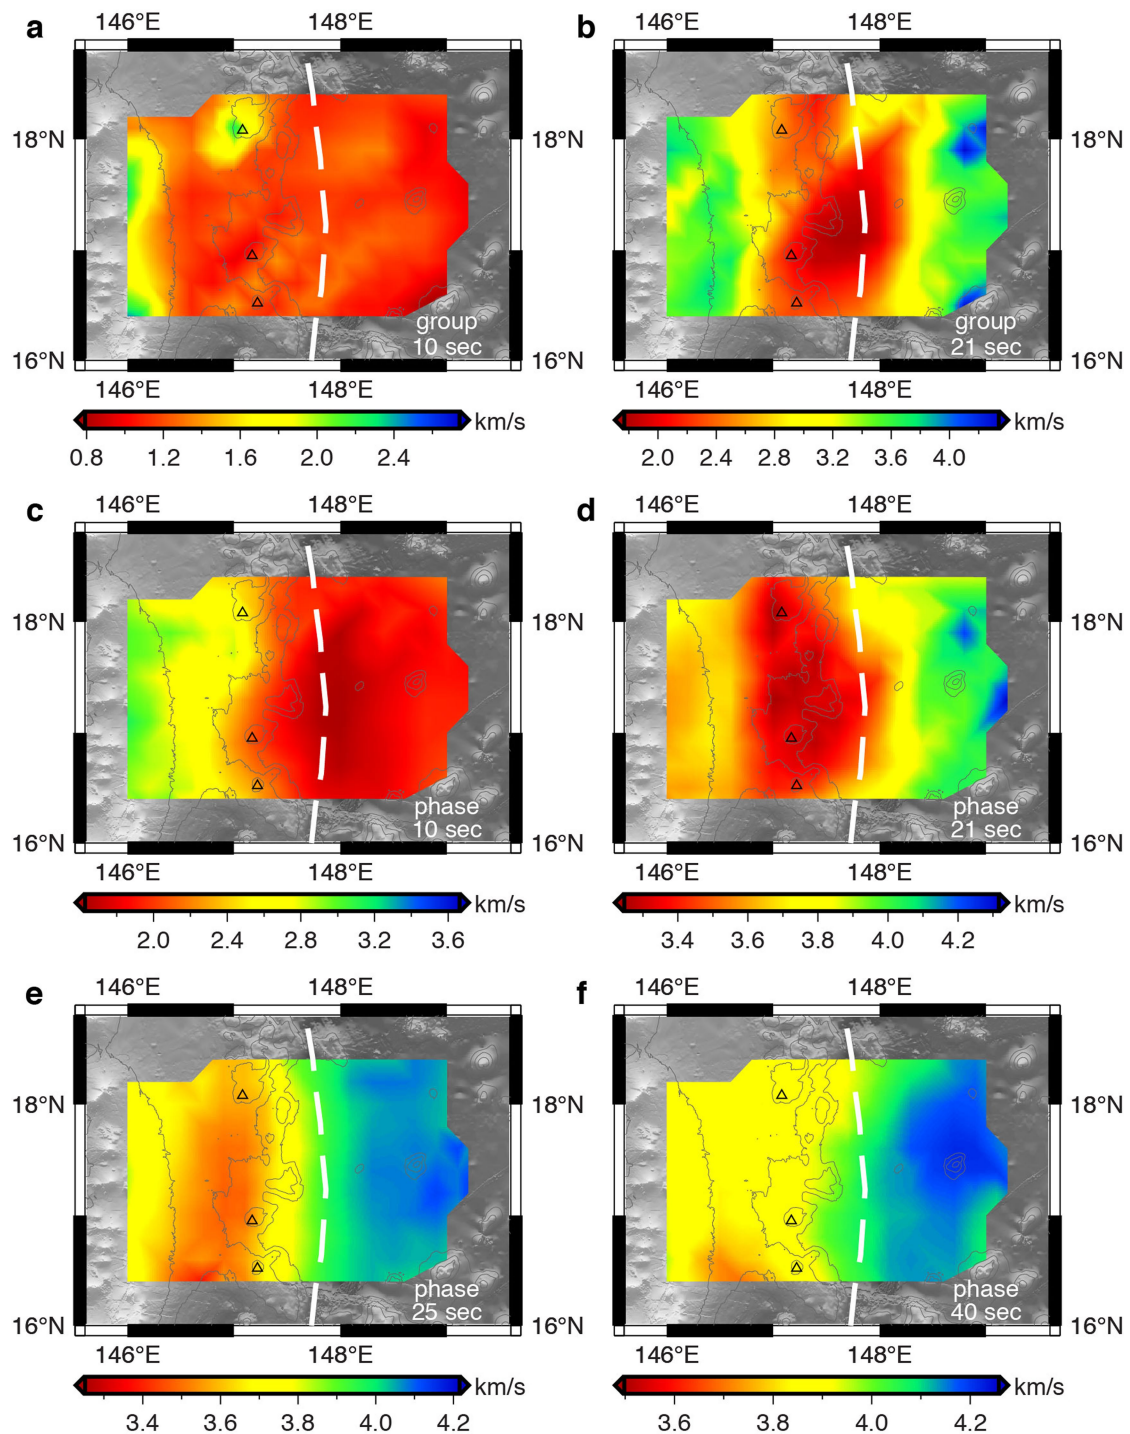 a
146°E 148°E
18°N
16°N
group
10 sec
146°E 148°E
km/s
0.8 1.2 1.6 2.0 2.4
b
146°E 148°E
18°N 18°N
16°N 16°N
group
21 sec
146°E 148°E
km/s
2.0 2.4 2.8 3.2 3.6 4.0
c
146°E 148°E
18°N
16°N
phase
10 sec
146°E 148°E
km/s
2.0 2.4 2.8 3.2 3.6
d
146°E 148°E
18°N 18°N
16°N 16°N
phase
21 sec
146°E 148°E
km/s
3.4 3.6 3.8 4.0 4.2
e
146°E 148°E
18°N
16°N
phase
25 sec
146°E 148°E
km/s
3.4 3.6 3.8 4.0 4.2
f
146°E 148°E
18°N 18°N
16°N 16°N
phase
40 sec
146°E 148°E
km/s
3.6 3.8 4.0 4.2